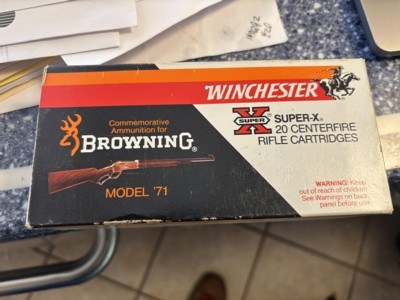 WINCHESTER
Commemorative
Ammunition for
BROWNING
MODEL '71
X
SUPER
SUPER-X®
20 CENTERFIRE
RIFLE CARTRIDGES
WARNING: Keep
out of reach of children.
See Warnings on back
panel before use.